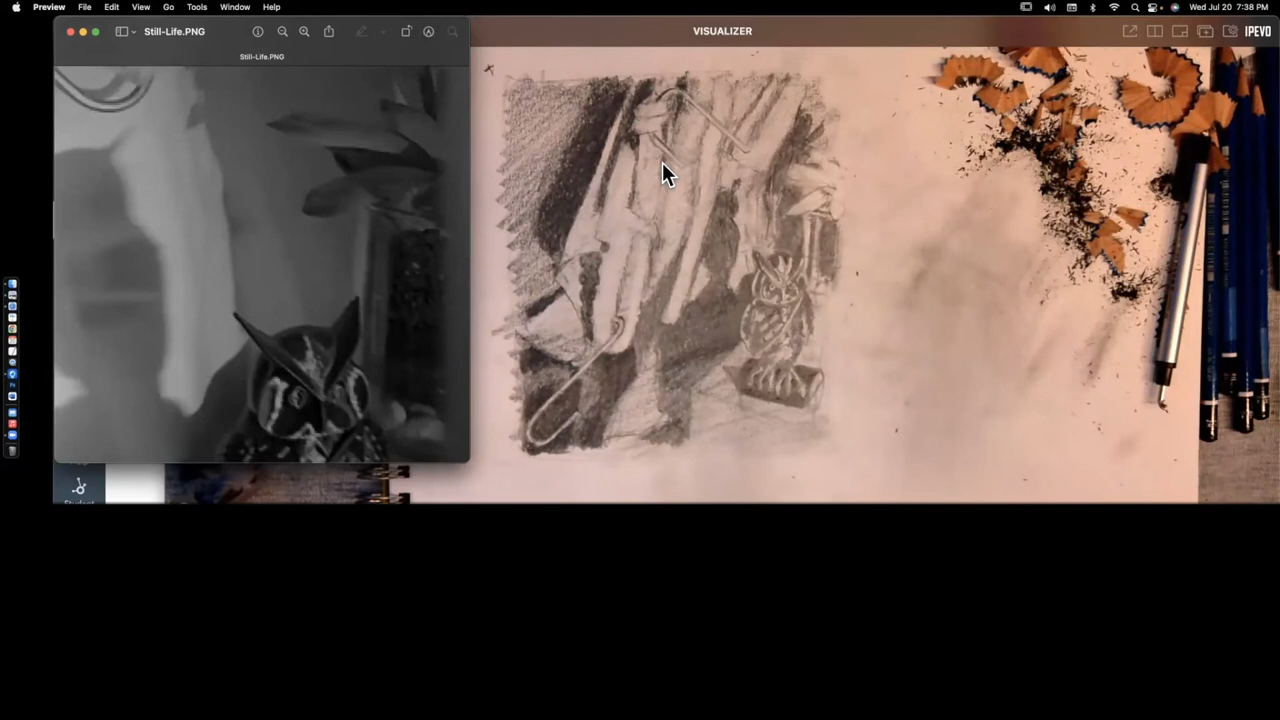 Preview File Edit View Go Tools Window Help Wed Jul 20 7:38 PM
Still-Life.PNG
VISUALIZER
IPEVO
Still-Life.PNG